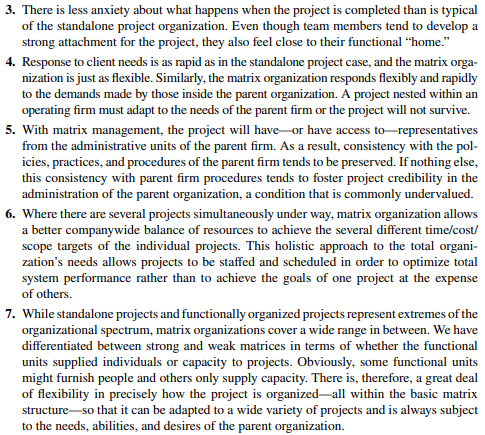 3. There is less anxiety about what happens when the project is completed than is typical
of the standalone project organization. Even though team members tend to develop a
strong attachment for the project, they also feel close to their functional “home.”
4. Response to client needs is as rapid as in the standalone project case, and the matrix orga-
nization is just as flexible. Similarly, the matrix organization responds flexibly and rapidly
to the demands made by those inside the parent organization. A project nested within an
operating firm must adapt to the needs of the parent firm or the project will not survive.
5. With matrix management, the project will have—or have access to—representatives
from the administrative units of the parent firm. As a result, consistency with the pol-
icies, practices, and procedures of the parent firm tends to be preserved. If nothing else,
this consistency with parent firm procedures tends to foster project credibility in the
administration of the parent organization, a condition that is commonly undervalued.
6. Where there are several projects simultaneously under way, matrix organization allows
a better companywide balance of resources to achieve the several different time/cost/
scope targets of the individual projects. This holistic approach to the total organi-
zation’s needs allows projects to be staffed and scheduled in order to optimize total
system performance rather than to achieve the goals of one project at the expense
of others.
7. While standalone projects and functionally organized projects represent extremes of the
organizational spectrum, matrix organizations cover a wide range in between. We have
differentiated between strong and weak matrices in terms of whether the functional
units supplied individuals or capacity to projects. Obviously, some functional units
might furnish people and others only supply capacity. There is, therefore, a great deal
of flexibility in precisely how the project is organized—all within the basic matrix
structure—so that it can be adapted to a wide variety of projects and is always subject
to the needs, abilities, and desires of the parent organization.